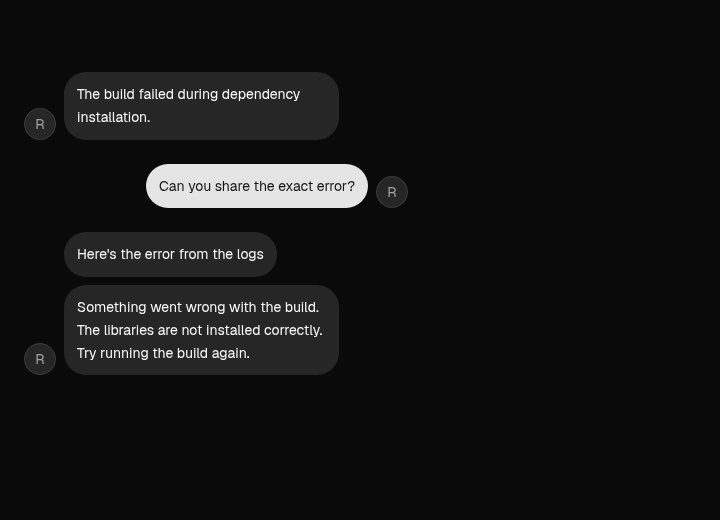 The build failed during dependency
installation.
R
Can you share the exact error?
R
Here's the error from the logs
Something went wrong with the build.
The libraries are not installed correctly.
Try running the build again.
R